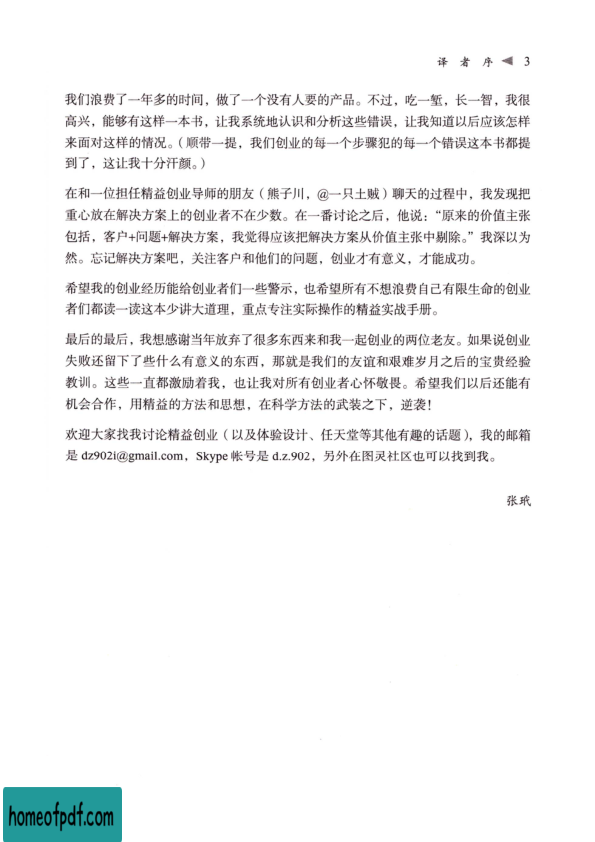 译 者 序 ◀ 3
我们浪费了一年多的时间，做了一个没有人要的产品。不过，吃一堑，长一智，我很
高兴，能够有这样一本书，让我系统地认识和分析这些错误，让我知道以后应该怎样
来面对这样的情况。（顺带一提，我们创业的每一个步骤犯的每一个错误这本书都提
到了，这让我十分汗颜。）
在和一位担任精益创业导师的朋友（熊子川，@一只土贼）聊天的过程中，我发现把
重心放在解决方案上的创业者不在少数。在一番讨论之后，他说：“原来的价值主张
包括，客户+问题+解决方案，我觉得应该把解决方案从价值主张中剔除。”我深以为
然。忘记解决方案吧，关注客户和他们的问题，创业才有意义，才能成功。
希望我的创业经历能给创业者们一些警示，也希望所有不想浪费自己有限生命的创业
者们都读一读这本少讲大道理，重点专注实际操作的精益实战手册。
最后的最后，我想感谢当年放弃了很多东西来和我一起创业的两位老友。如果说创业
失败还留下了些什么有意义的东西，那就是我们的友谊和艰难岁月之后的宝贵经验
教训。这些一直都激励着我，也让我对所有创业者心怀敬畏。希望我们以后还能有
机会合作，用精益的方法和思想，在科学方法的武装之下，逆袭！
欢迎大家找我讨论精益创业（以及体验设计、任天堂等其他有趣的话题），我的邮箱
是 dz902i@gmail.com，Skype 帐号是 d.z.902，另外在图灵社区也可以找到我。
张玳
homeofpdf.com